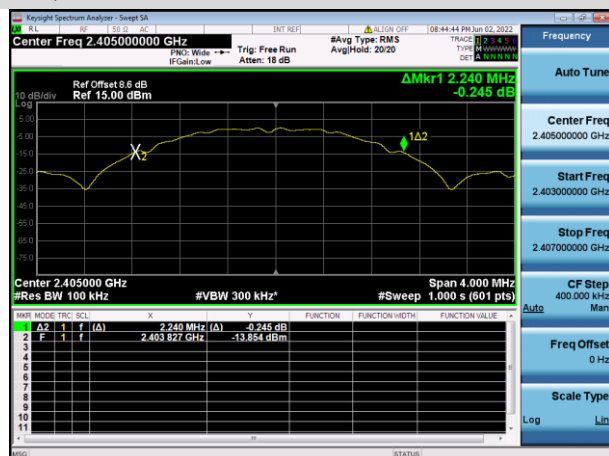 Keysight Spectrum Analyzer - Swept SA
RL RF 50 Ω AC INT REF ALIGN OFF 08:44:44 PM Jun 02, 2022
Center Freq 2.405000000 GHz
PNO: Wide
IFGain:Low
Trig: Free Run
Atten: 18 dB
#Avg Type: RMS
Avg|Hold: 20/20
TRACE 1 2 3 4 5 6
TYPE M W W W W W
DET A N N N N N
Ref Offset 8.6 dB
10 dB/div Ref 15.00 dBm
ΔMkr1 2.240 MHz
-0.245 dB
Log
5.00
-5.00
-15.0
-25.0
-35.0
-45.0
-55.0
-65.0
-75.0
X2
1Δ2
Center 2.405000 GHz
Span 4.000 MHz
#Res BW 100 kHz
#VBW 300 kHz*
#Sweep 1.000 s (601 pts)
MKR MODE TRC SCL X Y FUNCTION FUNCTION WIDTH FUNCTION VALUE
1 Δ2 1 f (Δ) 2.240 MHz (Δ) -0.245 dB
2 F 1 f 2.403 827 GHz -13.854 dBm
3
4
5
6
7
8
9
10
11
MSG STATUS
Frequency
Auto Tune
Center Freq
2.405000000 GHz
Start Freq
2.403000000 GHz
Stop Freq
2.407000000 GHz
CF Step
400.000 kHz
Auto Man
Freq Offset
0 Hz
Scale Type
Log Lin